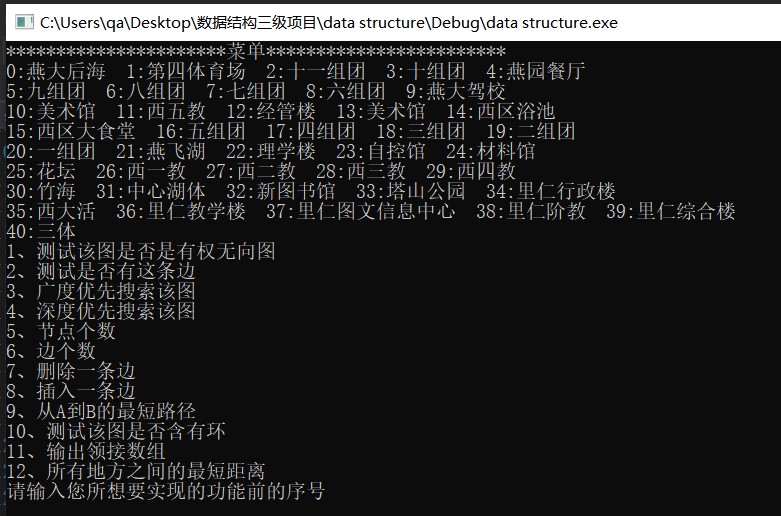 C:\Users\qa\Desktop\数据结构三级项目\data structure\Debug\data structure.exe
**********************菜单************************
0:燕大后海  1:第四体育场  2:十一组团  3:十组团  4:燕园餐厅
5:九组团  6:八组团  7:七组团  8:六组团  9:燕大驾校
10:美术馆  11:西五教  12:经管楼  13:美术馆  14:西区浴池
15:西区大食堂  16:五组团  17:四组团  18:三组团  19:二组团
20:一组团  21:燕飞湖  22:理学楼  23:自控馆  24:材料馆
25:花坛  26:西一教  27:西二教  28:西三教  29:西四教
30:竹海  31:中心湖体  32:新图书馆  33:塔山公园  34:里仁行政楼
35:西大活  36:里仁教学楼  37:里仁图文信息中心  38:里仁阶教  39:里仁综合楼
40:三体
1、测试该图是否是有权无向图
2、测试是否有这条边
3、广度优先搜索该图
4、深度优先搜索该图
5、节点个数
6、边个数
7、删除一条边
8、插入一条边
9、从A到B的最短路径
10、测试该图是否含有环
11、输出领接数组
12、所有地方之间的最短距离
请输入您所想要实现的功能前的序号